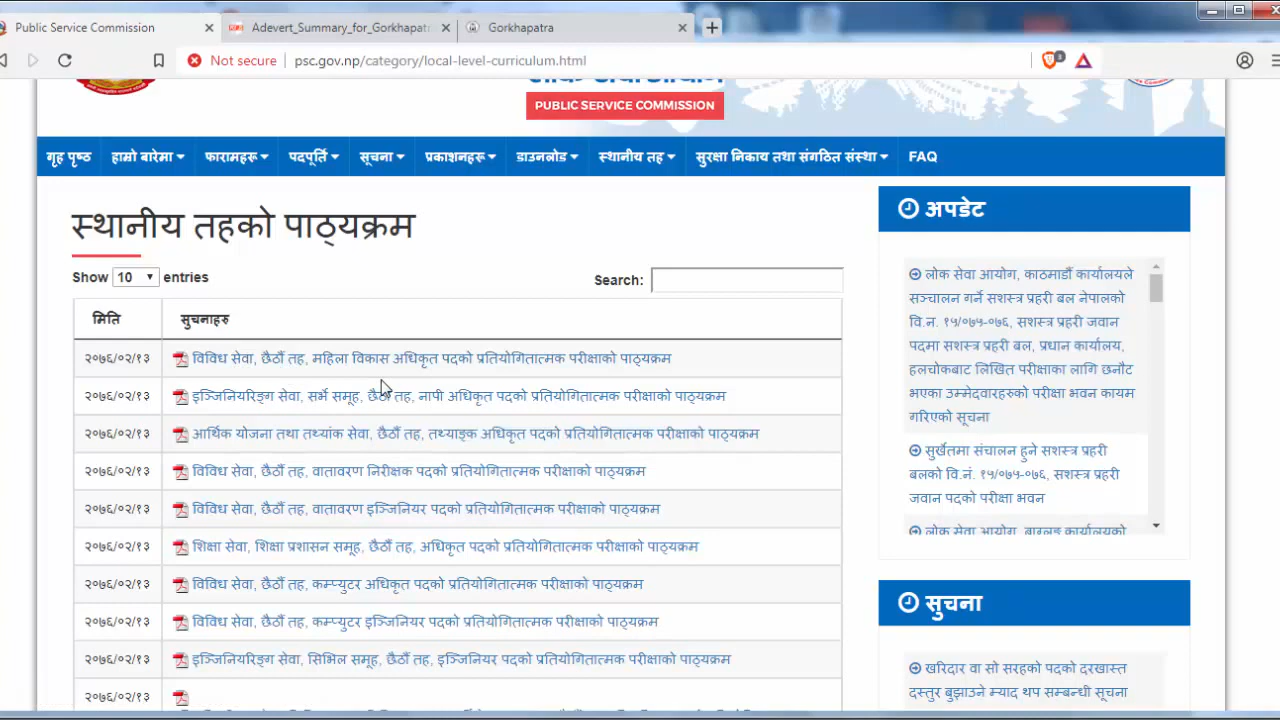 Public Service Commission
Adevert_Summary_for_Gorkhapatr
Gorkhapatra
Not secure
psc.gov.np/category/local-level-curriculum.html
3
PUBLIC SERVICE COMMISSION
गृह पृष्ठ
हाम्रो बारेमा
फारामहरू
पदपूर्ति
सूचना
प्रकाशनहरू
डाउनलोड
स्थानीय तह
सुरक्षा निकाय तथा संगठित संस्था
FAQ
स्थानीय तहको पाठ्यक्रम
Show 10 entries
Search:
मिति सुचनाहरु
२०७६/०२/१३ विविध सेवा, छैठौं तह, महिला विकास अधिकृत पदको प्रतियोगितात्मक परीक्षाको पाठ्यक्रम
२०७६/०२/१३ इञ्जिनियरिङ्ग सेवा, सर्भे समूह, छैठौं तह, नापी अधिकृत पदको प्रतियोगितात्मक परीक्षाको पाठ्यक्रम
२०७६/०२/१३ आर्थिक योजना तथा तथ्यांक सेवा, छैठौं तह, तथ्याङ्क अधिकृत पदको प्रतियोगितात्मक परीक्षाको पाठ्यक्रम
२०७६/०२/१३ विविध सेवा, छैठौं तह, वातावरण निरीक्षक पदको प्रतियोगितात्मक परीक्षाको पाठ्यक्रम
२०७६/०२/१३ विविध सेवा, छैठौं तह, वातावरण इञ्जिनियर पदको प्रतियोगितात्मक परीक्षाको पाठ्यक्रम
२०७६/०२/१३ शिक्षा सेवा, शिक्षा प्रशासन समूह, छैठौं तह, अधिकृत पदको प्रतियोगितात्मक परीक्षाको पाठ्यक्रम
२०७६/०२/१३ विविध सेवा, छैठौं तह, कम्प्युटर अधिकृत पदको प्रतियोगितात्मक परीक्षाको पाठ्यक्रम
२०७६/०२/१३ विविध सेवा, छैठौं तह, कम्प्युटर इञ्जिनियर पदको प्रतियोगितात्मक परीक्षाको पाठ्यक्रम
२०७६/०२/१३ इञ्जिनियरिङ्ग सेवा, सिभिल समूह, छैठौं तह, इञ्जिनियर पदको प्रतियोगितात्मक परीक्षाको पाठ्यक्रम
२०७६/०२/१३
अपडेट
लोक सेवा आयोग, काठमाडौं कार्यालयले
सञ्चालन गर्ने सशस्त्र प्रहरी बल नेपालको
वि.न. १५/०७५-०७६, सशस्त्र प्रहरी जवान
पदमा सशस्त्र प्रहरी बल, प्रधान कार्यालय,
हलचोकबाट लिखित परीक्षाका लागि छनौट
भएका उम्मेदवारहरुको परीक्षा भवन कायम
गरिएको सूचना
सुर्खेतमा संचालन हुने सशस्त्र प्रहरी
बलको वि.नं. १५/०७५-०७६, सशस्त्र प्रहरी
जवान पदको परीक्षा भवन
लोक सेवा आयोग, बागलुङ कार्यालयको
सुचना
खरिदार वा सो सरहको पदको दरखास्त
दस्तुर बुझाउने म्याद थप सम्बन्धी सूचना